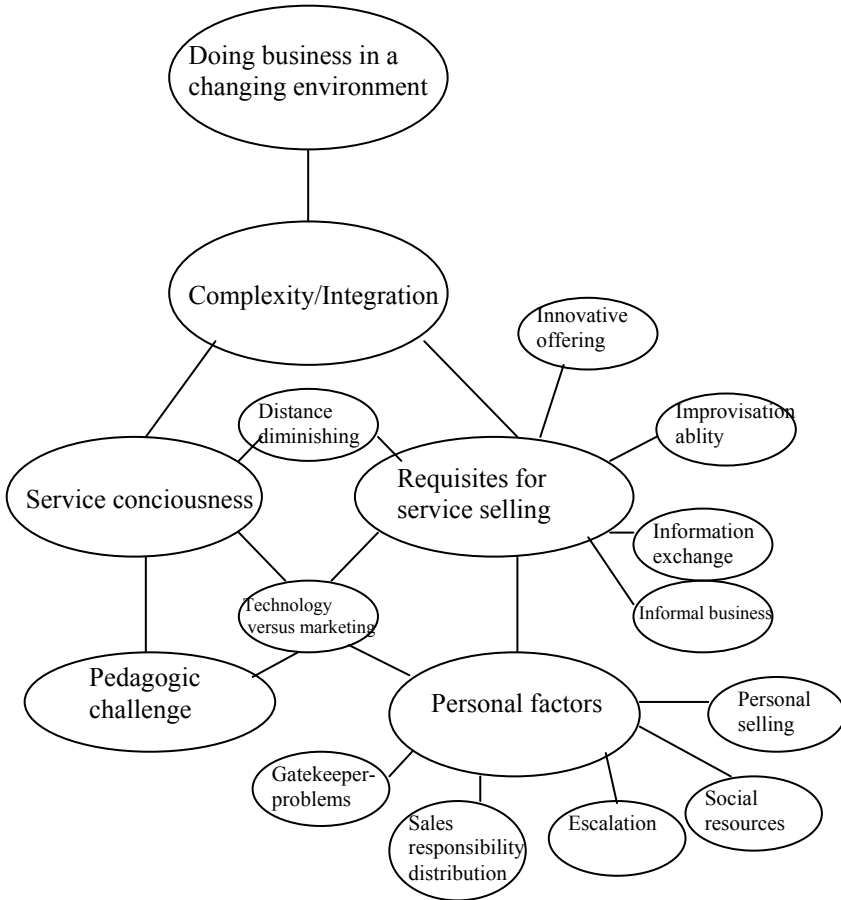 Doing business in a
changing environment
Complexity/Integration
Innovative
offering
Distance
diminishing
Improvisation
ablity
Service conciousness
Requisites for
service selling
Information
exchange
Technology
versus marketing
Informal business
Pedagogic
challenge
Personal factors
Personal
selling
Gatekeeper-
problems
Sales
responsibility
distribution
Escalation
Social
resources